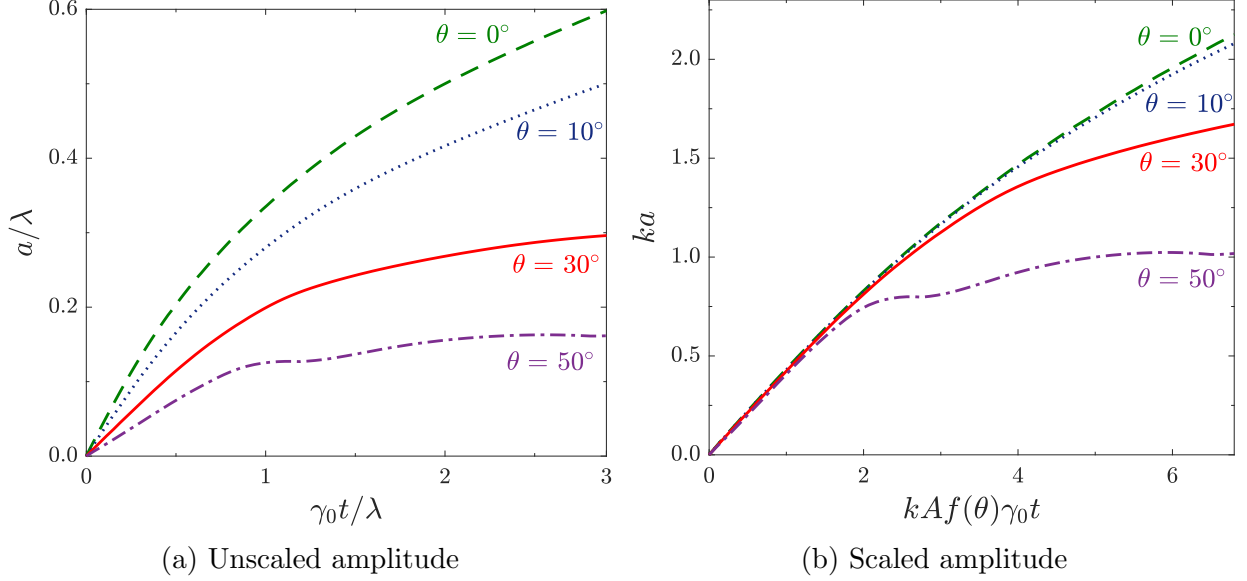 0.6
0.4
0.2
0.0
a/λ
θ = 0°
θ = 10°
θ = 30°
θ = 50°
0 1 2 3
γ₀t/λ
(a) Unscaled amplitude
2.0
1.5
1.0
0.5
0.0
ka
θ = 0°
θ = 10°
θ = 30°
θ = 50°
0 2 4 6
kAf(θ)γ₀t
(b) Scaled amplitude